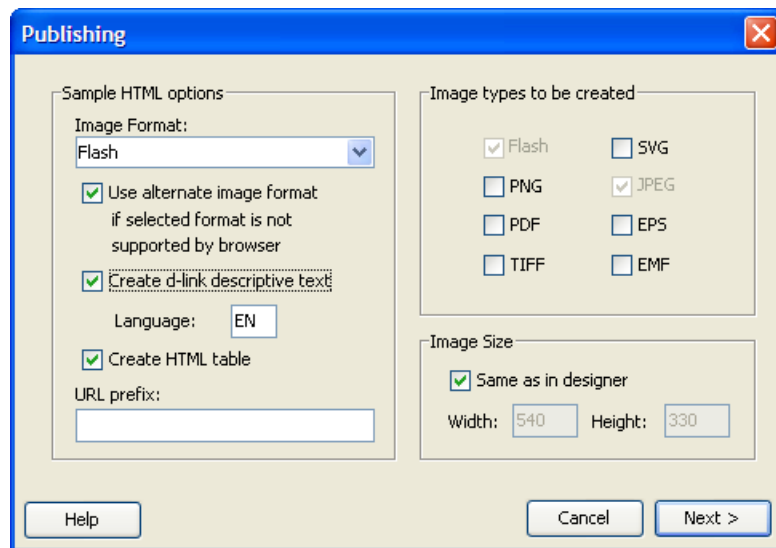 Publishing
Sample HTML options
Image Format:
Flash
Use alternate image format
if selected format is not
supported by browser
Create d-link descriptive text
Language: EN
Create HTML table
URL prefix:
Image types to be created
Flash SVG
PNG JPEG
PDF EPS
TIFF EMF
Image Size
Same as in designer
Width: 540 Height: 330
Help Cancel Next >